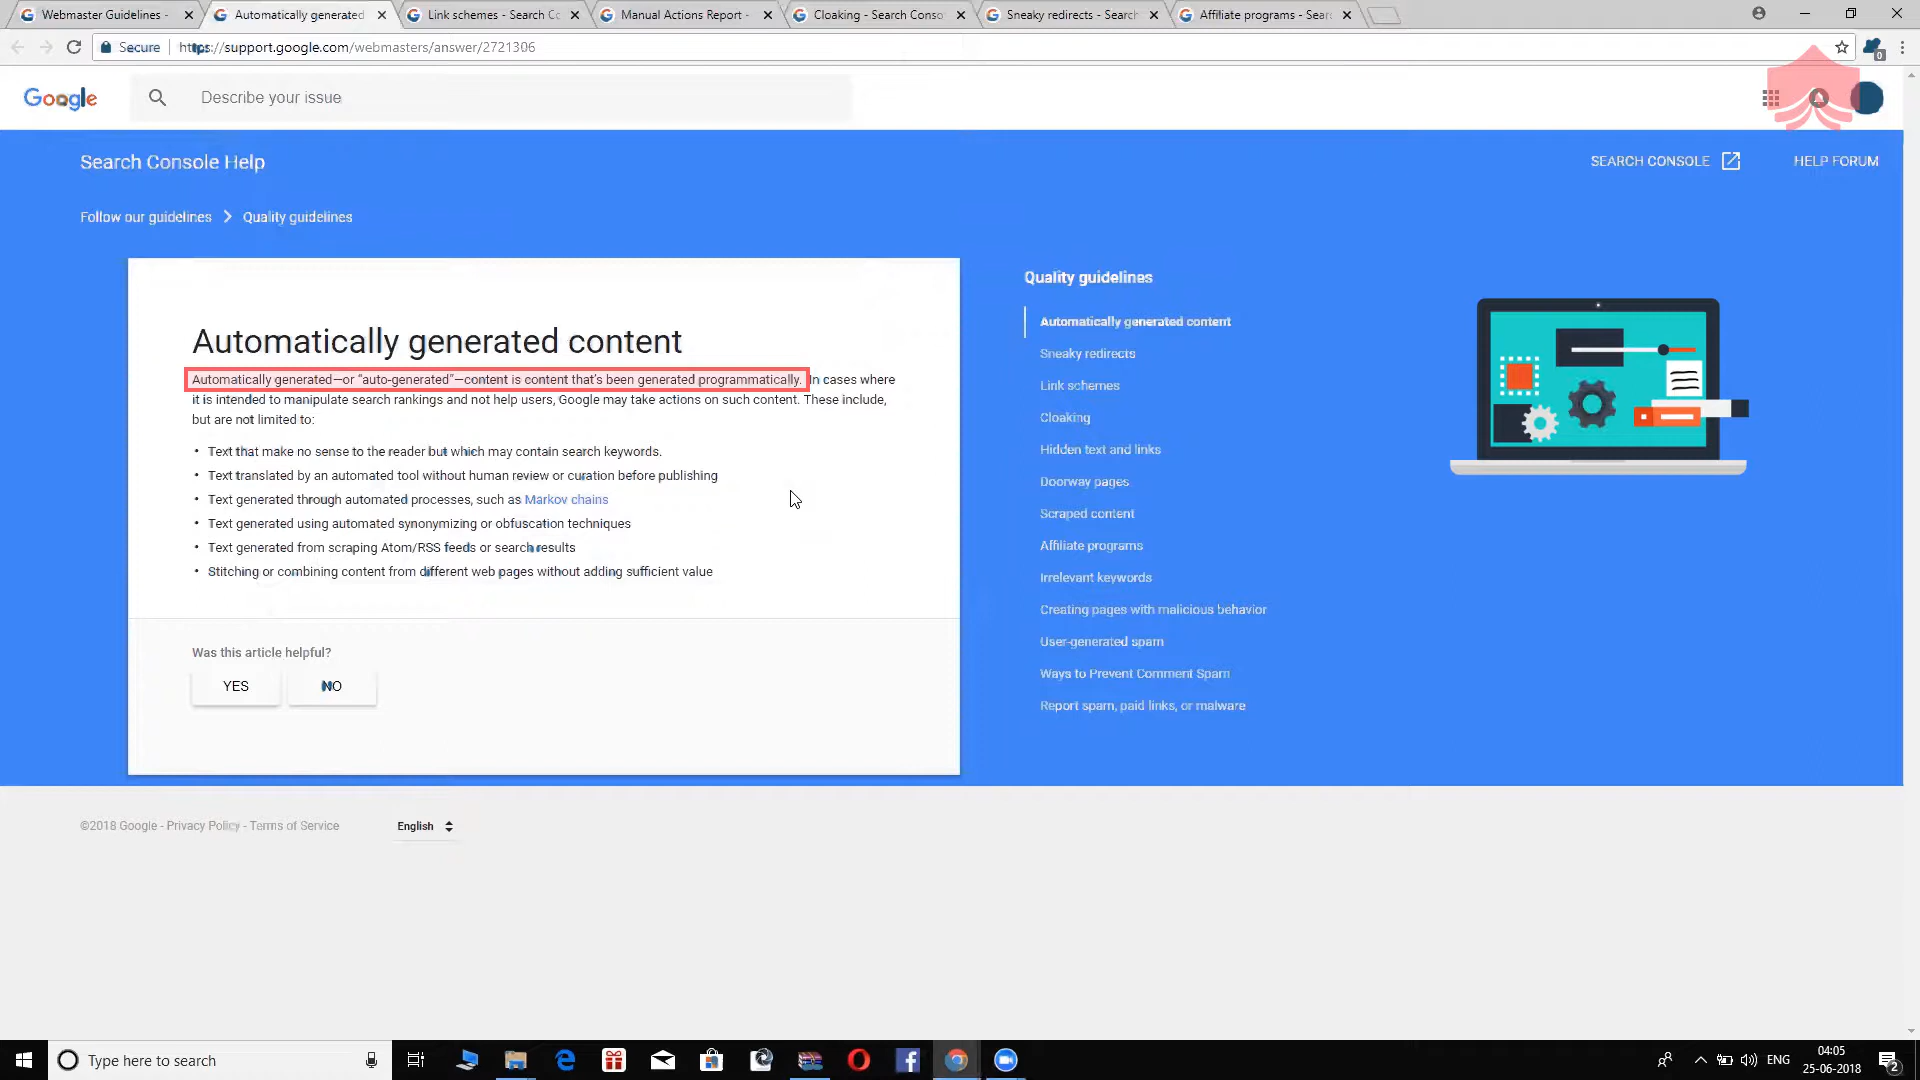 Webmaster Guidelines -
Automatically generated
Link schemes - Search Co
Manual Actions Report -
Cloaking - Search Conso
Sneaky redirects - Search
Affiliate programs - Sear
Secure
https://support.google.com/webmasters/answer/2721306
0
Google
Describe your issue
Search Console Help
SEARCH CONSOLE
HELP FORUM
Follow our guidelines
Quality guidelines
Automatically generated content
Automatically generated—or “auto-generated”—content is content that’s been generated programmatically. In cases where
it is intended to manipulate search rankings and not help users, Google may take actions on such content. These include,
but are not limited to:
• Text that make no sense to the reader but which may contain search keywords.
• Text translated by an automated tool without human review or curation before publishing
• Text generated through automated processes, such as Markov chains
• Text generated using automated synonymizing or obfuscation techniques
• Text generated from scraping Atom/RSS feeds or search results
• Stitching or combining content from different web pages without adding sufficient value
Was this article helpful?
YES
NO
Quality guidelines
Automatically generated content
Sneaky redirects
Link schemes
Cloaking
Hidden text and links
Doorway pages
Scraped content
Affiliate programs
Irrelevant keywords
Creating pages with malicious behavior
User-generated spam
Ways to Prevent Comment Spam
Report spam, paid links, or malware
©2018 Google - Privacy Policy - Terms of Service
English
Type here to search
ENG
04:05
25-06-2018
2